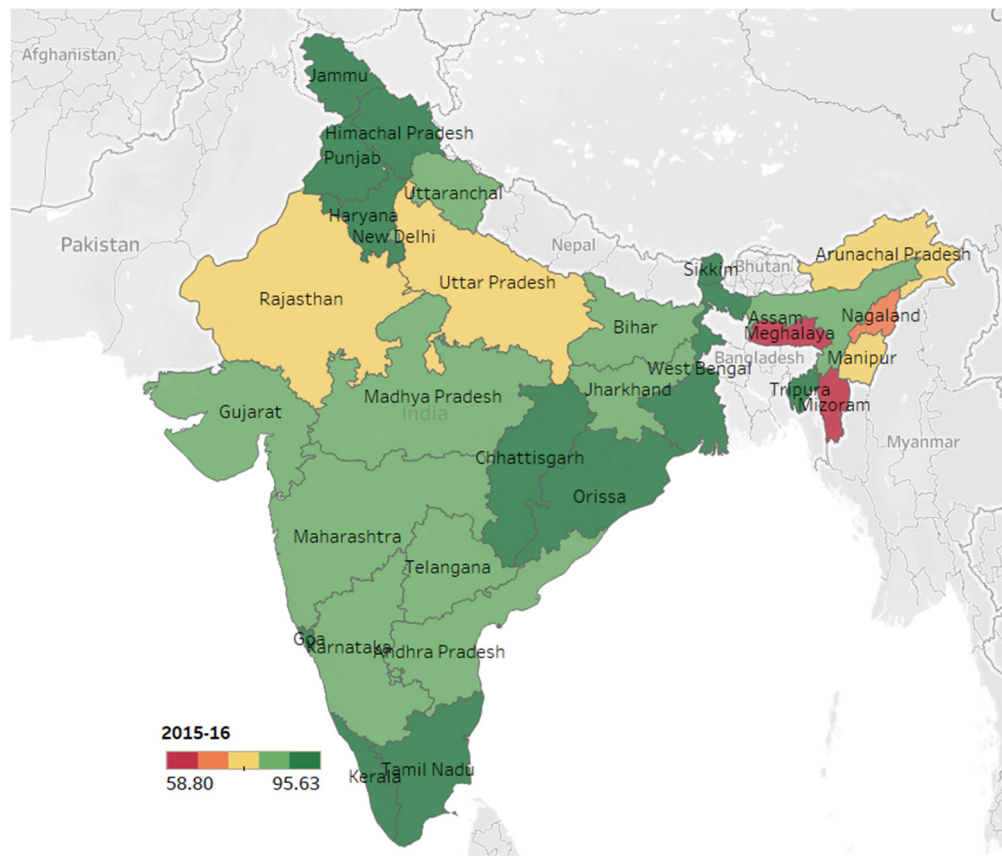 Afghanistan
Jammu
Himachal Pradesh
Punjab
Uttaranchal
Haryana
New Delhi
Pakistan
Nepal
Sikkim
Bhutan
Arunachal Pradesh
Rajasthan
Uttar Pradesh
Bihar
Assam
Nagaland
Meghalaya
Bangladesh
Manipur
West Bengal
Jharkhand
Tripura
Mizoram
Gujarat
Madhya Pradesh
India
Myanmar
Chhattisgarh
Orissa
Maharashtra
Telangana
Goa
Karnataka
Andhra Pradesh
2015-16
58.80 95.63
Kerala
Tamil Nadu